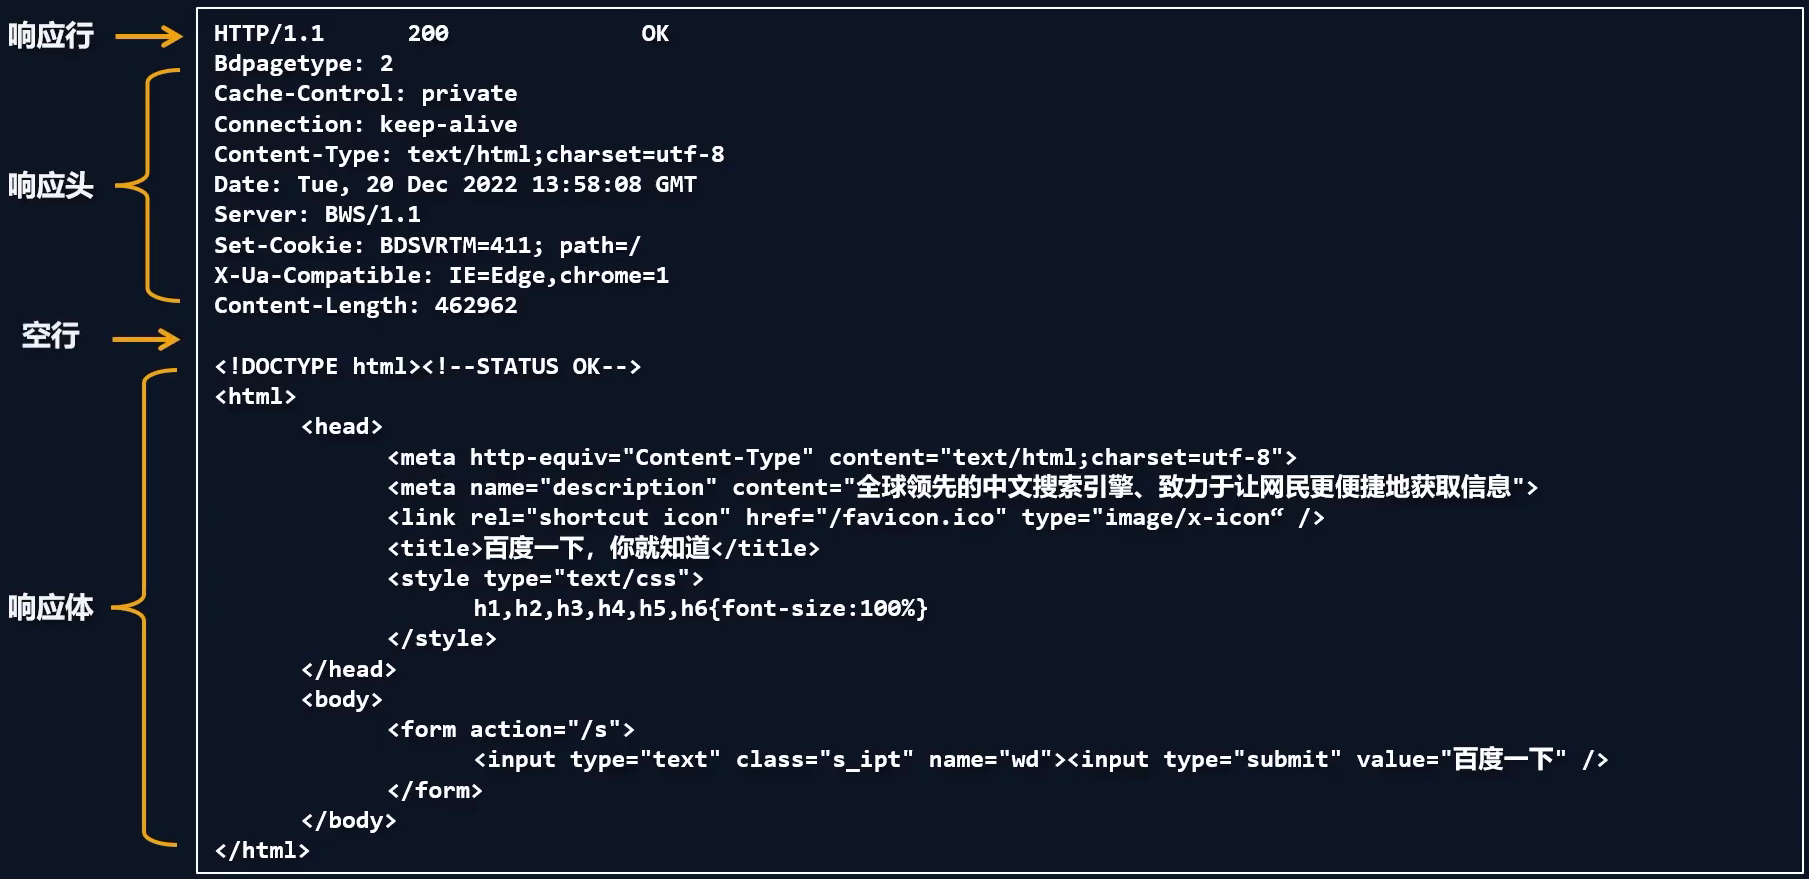 响应行
HTTP/1.1 200 OK
响应头
Bdpagetype: 2
Cache-Control: private
Connection: keep-alive
Content-Type: text/html;charset=utf-8
Date: Tue, 20 Dec 2022 13:58:08 GMT
Server: BWS/1.1
Set-Cookie: BDSVRTM=411; path=/
X-Ua-Compatible: IE=Edge,chrome=1
Content-Length: 462962
空行
响应体
<!DOCTYPE html><!--STATUS OK-->
<html>
<head>
<meta http-equiv="Content-Type" content="text/html;charset=utf-8">
<meta name="description" content="全球领先的中文搜索引擎、致力于让网民更便捷地获取信息">
<link rel="shortcut icon" href="/favicon.ico" type="image/x-icon“ />
<title>百度一下，你就知道</title>
<style type="text/css">
h1,h2,h3,h4,h5,h6{font-size:100%}
</style>
</head>
<body>
<form action="/s">
<input type="text" class="s_ipt" name="wd"><input type="submit" value="百度一下" />
</form>
</body>
</html>